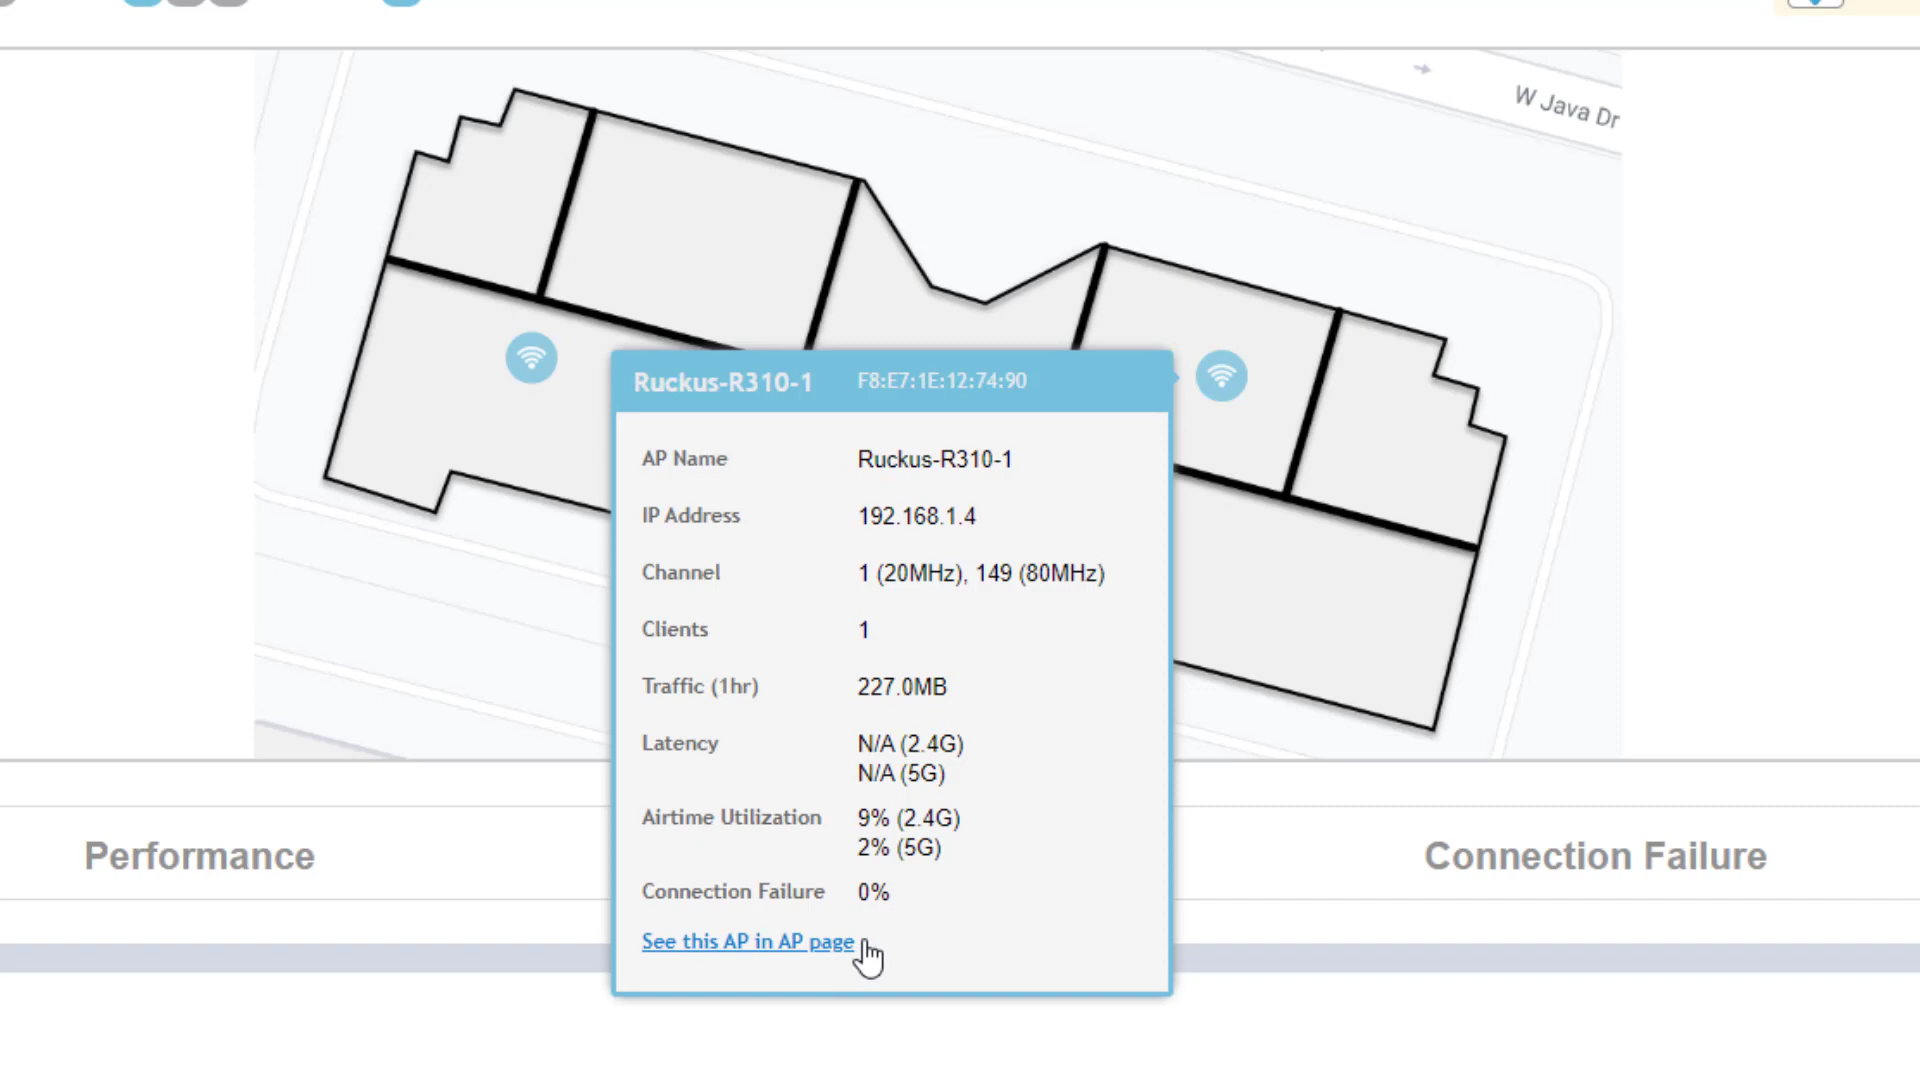 W Java Dr
Ruckus-R310-1 F8:E7:1E:12:74:90
AP Name Ruckus-R310-1
IP Address 192.168.1.4
Channel 1 (20MHz), 149 (80MHz)
Clients 1
Traffic (1hr) 227.0MB
Latency N/A (2.4G)
N/A (5G)
Airtime Utilization 9% (2.4G)
2% (5G)
Connection Failure 0%
See this AP in AP page
Performance
Connection Failure